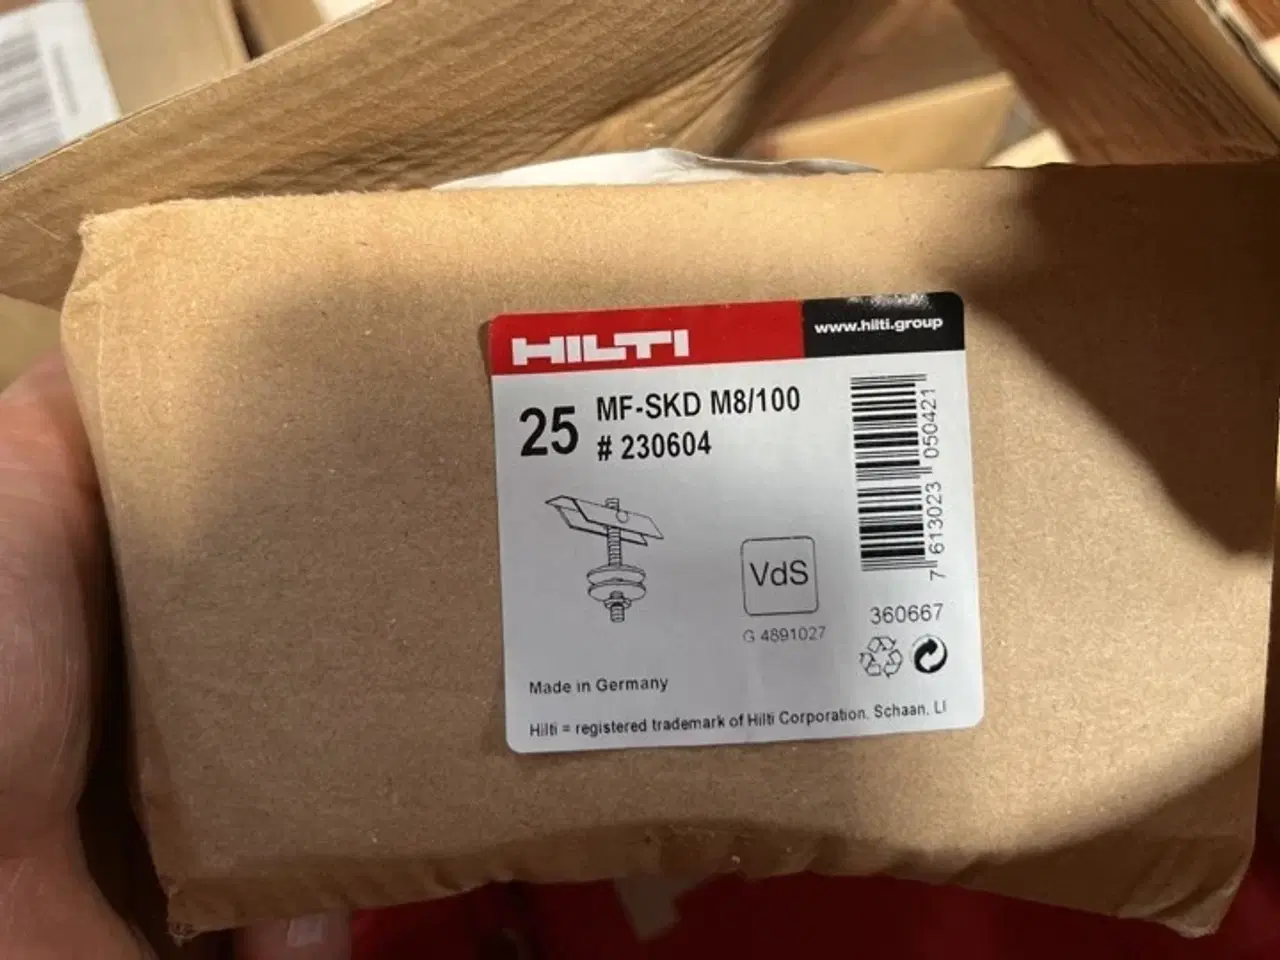 HILTI
www.hilti.group
25
MF-SKD M8/100
# 230604
7 613023 050421
VdS
G 4891027
360667
Made in Germany
Hilti = registered trademark of Hilti Corporation, Schaan, LI